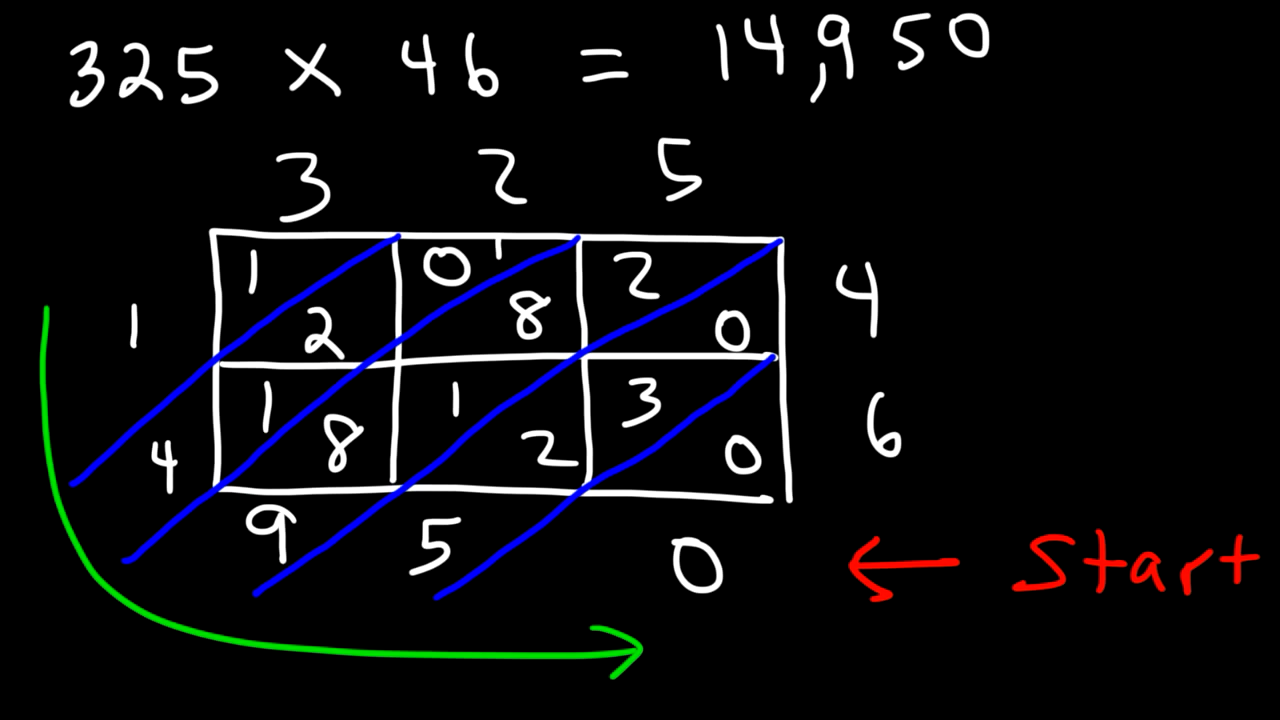 325 × 46 = 14,950
3 2 5
1 0 1 2 4
1 2 8 0
1 1 3 6
4 8 2 0
9 5 0 ← Start